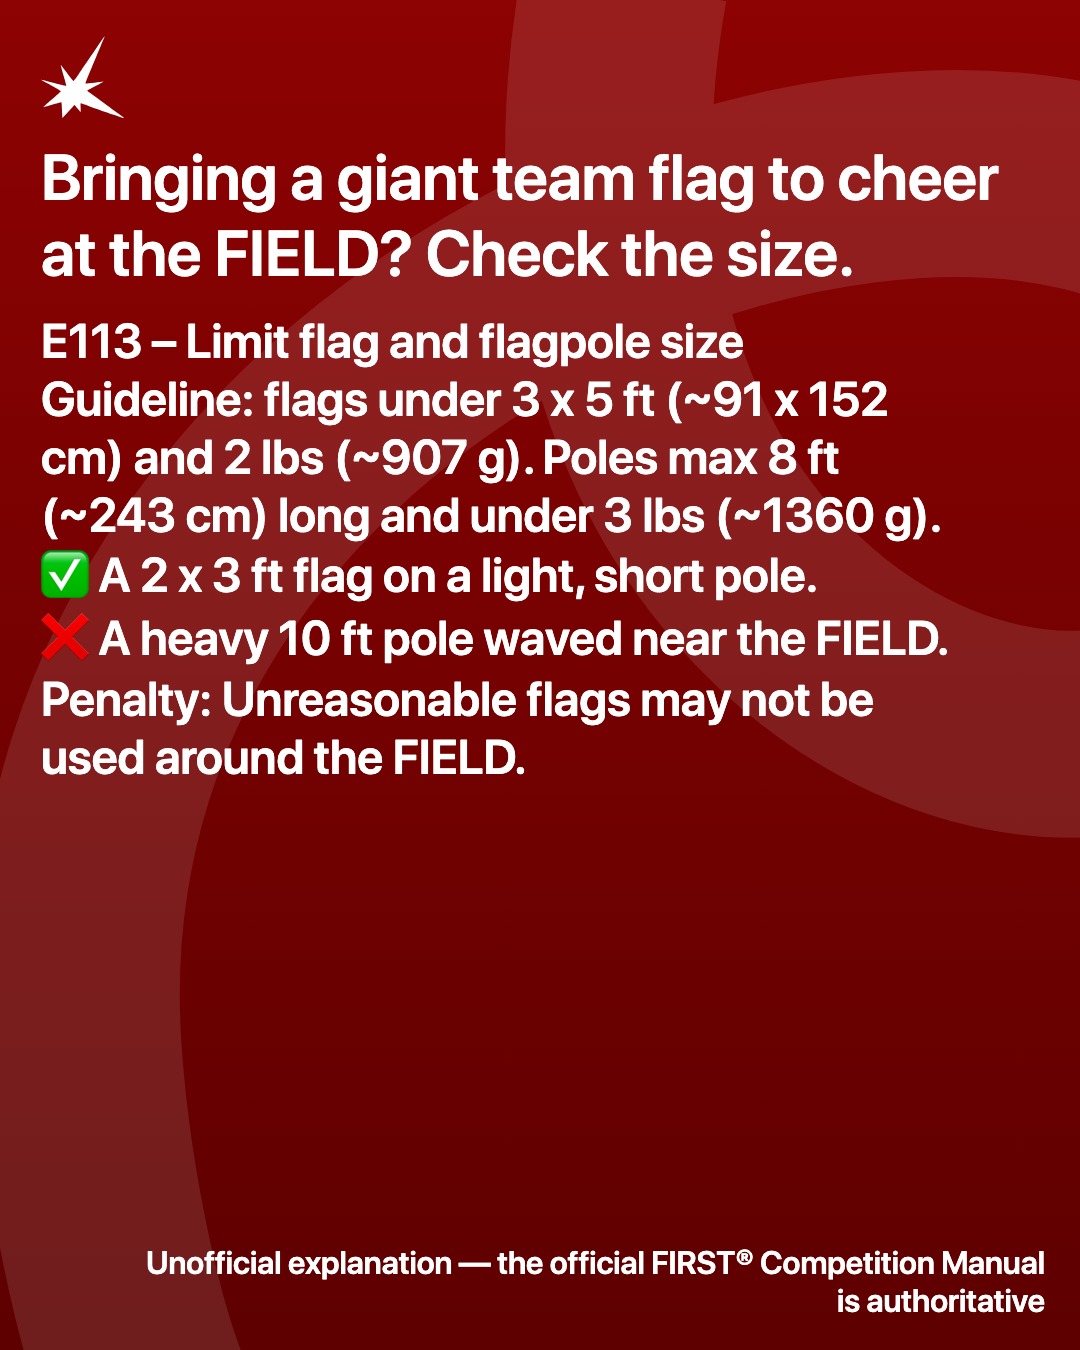 Bringing a giant team flag to cheer
at the FIELD? Check the size.
E113 – Limit flag and flagpole size
Guideline: flags under 3 x 5 ft (~91 x 152
cm) and 2 lbs (~907 g). Poles max 8 ft
(~243 cm) long and under 3 lbs (~1360 g).
✅ A 2 x 3 ft flag on a light, short pole.
❌ A heavy 10 ft pole waved near the FIELD.
Penalty: Unreasonable flags may not be
used around the FIELD.
Unofficial explanation — the official FIRST® Competition Manual
is authoritative